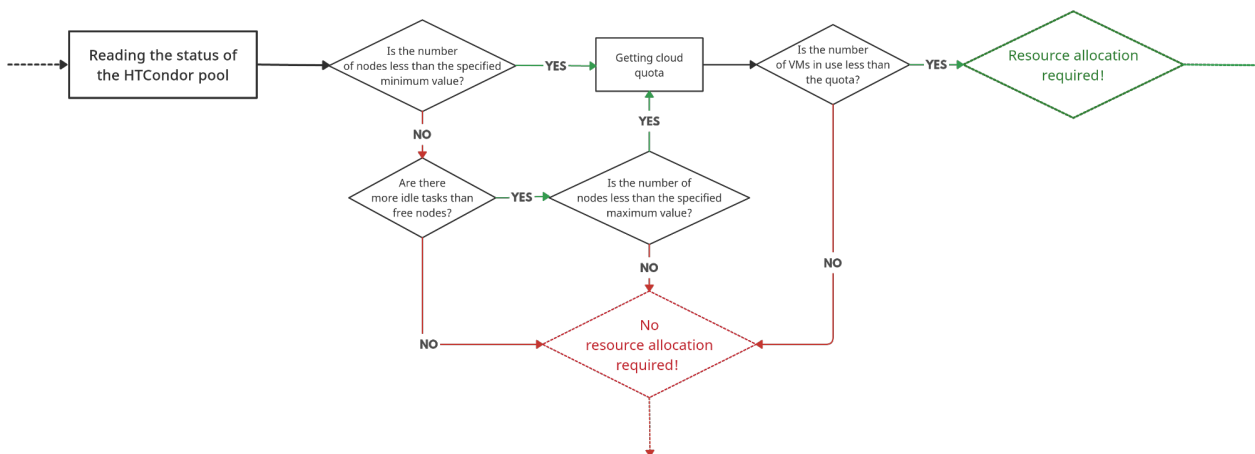 Reading the status of
the HTCondor pool
Is the number
of nodes less than the specified
minimum value?
YES
Getting cloud
quota
Is the number
of VMs in use less than
the quota?
YES
Resource allocation
required!
NO
YES
Are there
more idle tasks than
free nodes?
YES
Is the number of
nodes less than the specified
maximum value?
NO
NO
NO
No
resource allocation
required!